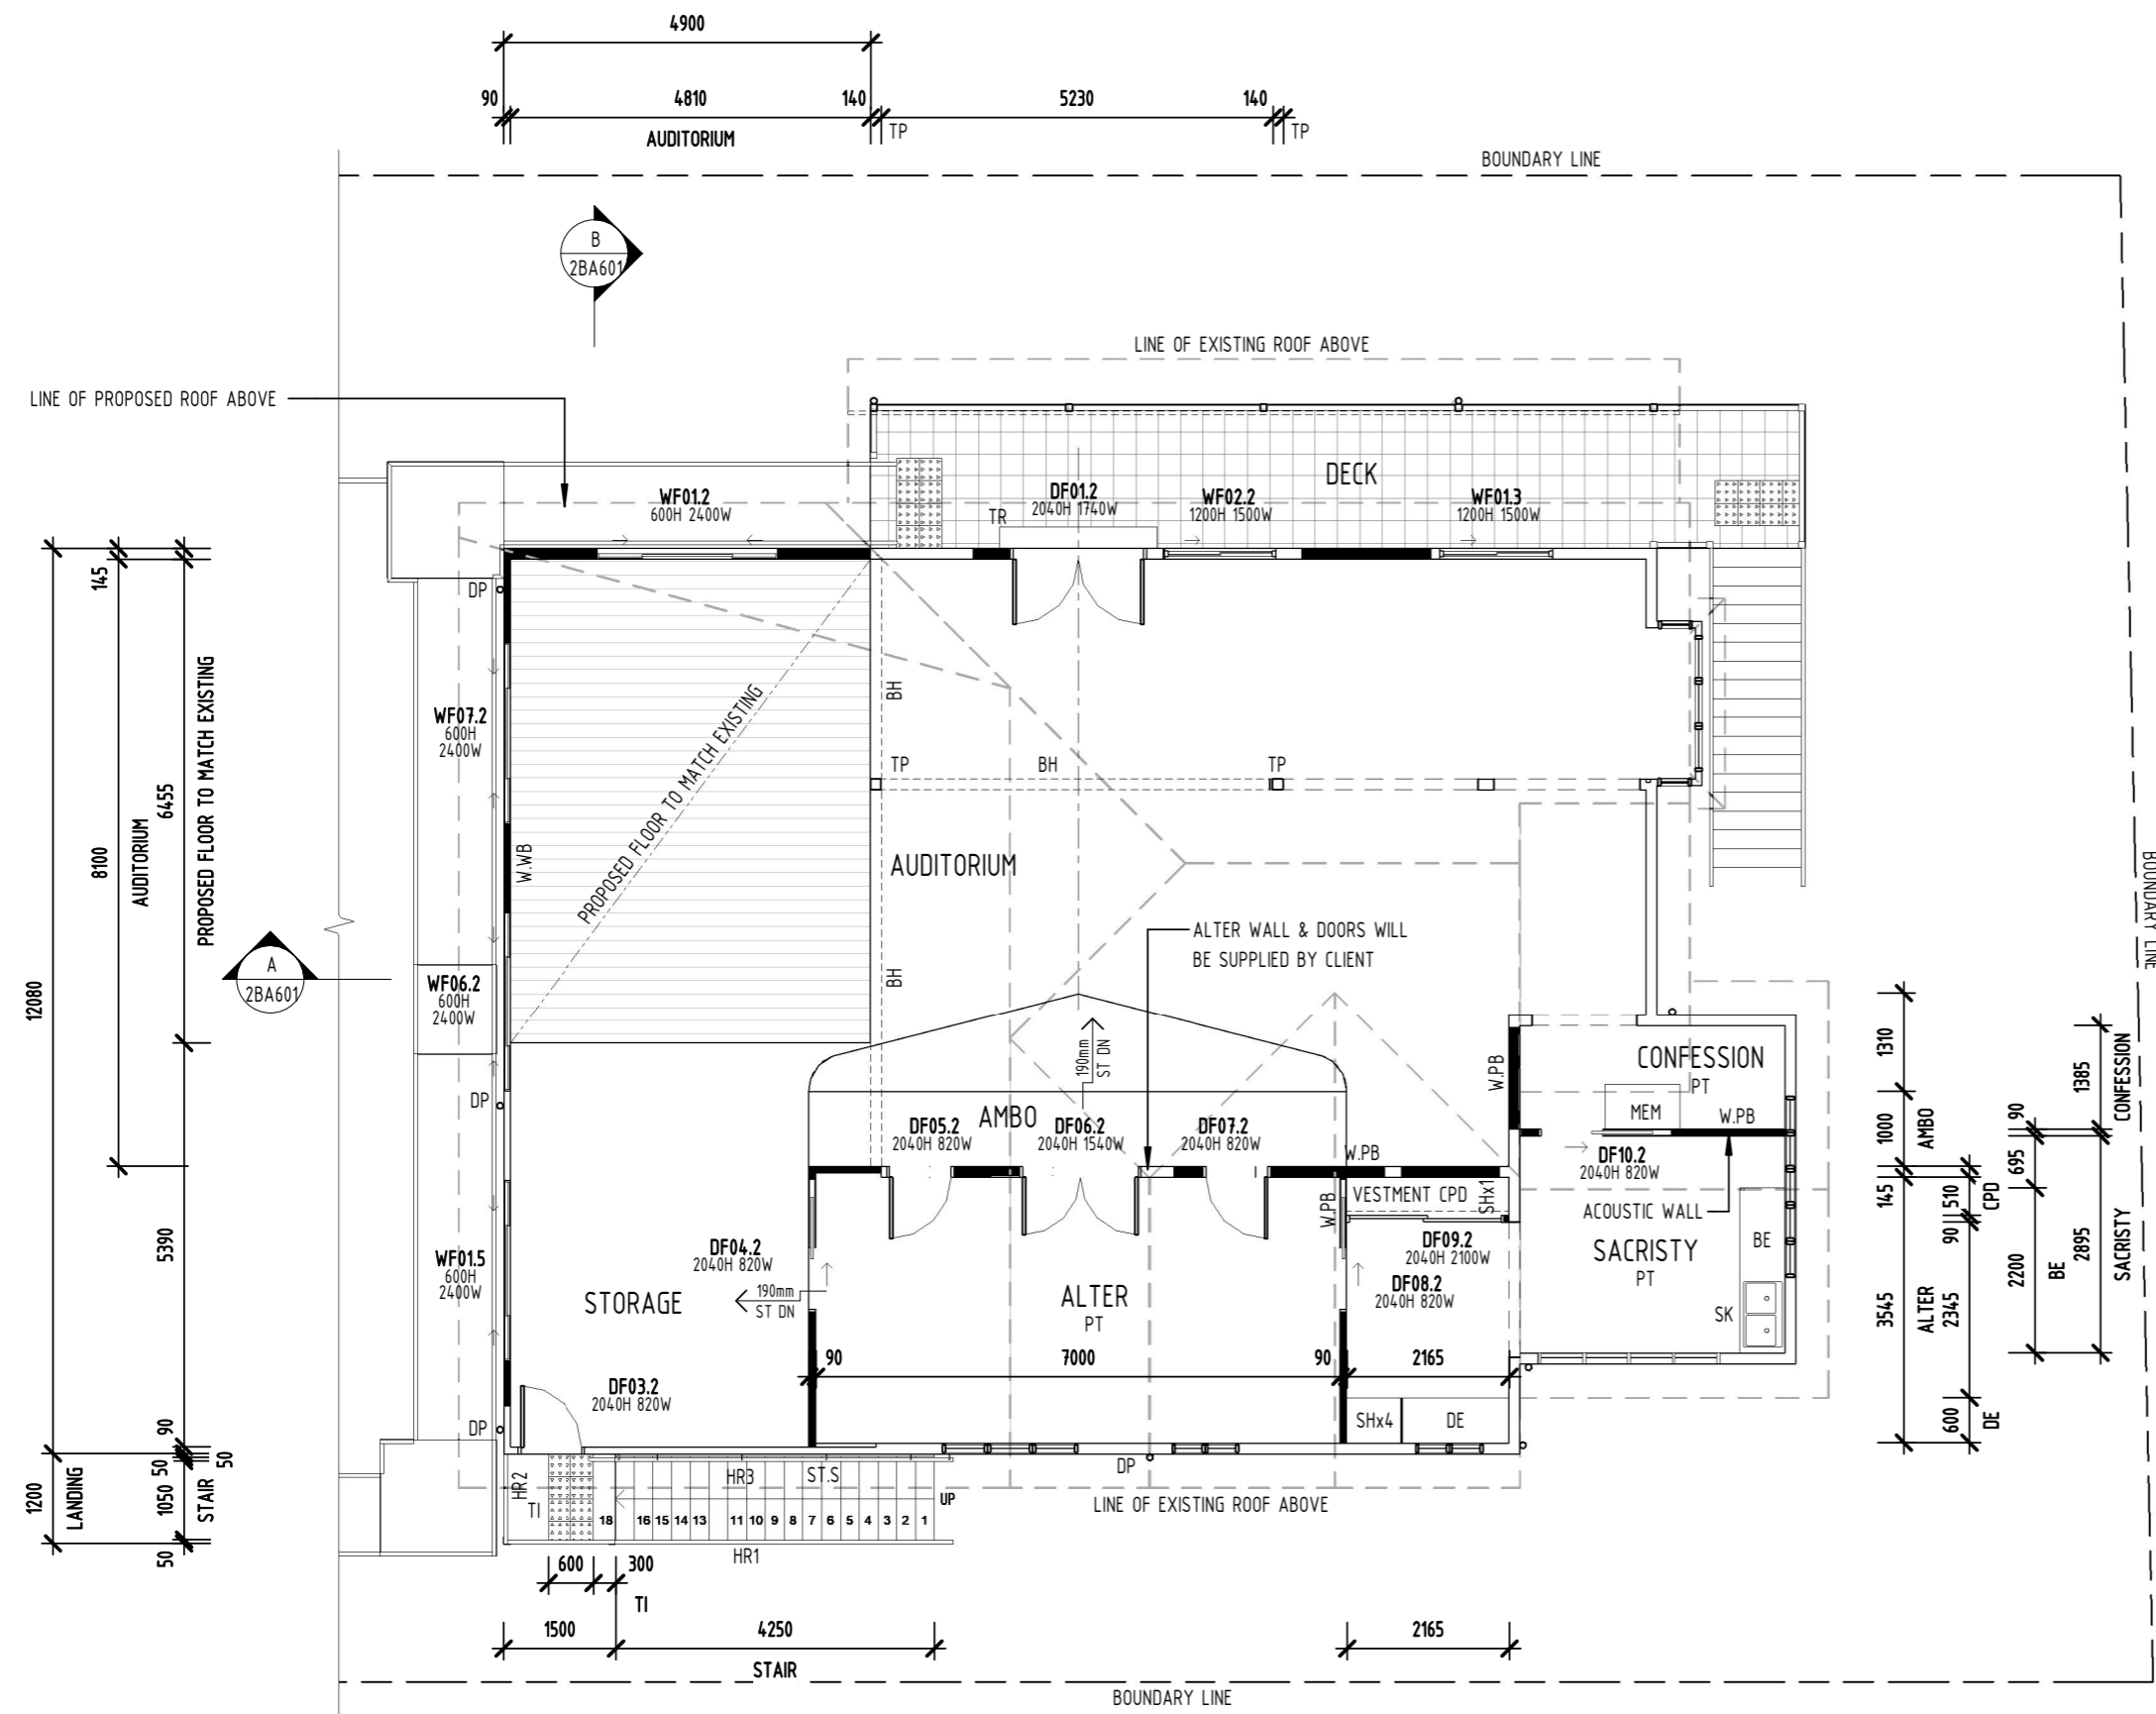 4900
90
4810
140
5230
140
AUDITORIUM
TP
TP
BOUNDARY LINE
B
2BA601
LINE OF EXISTING ROOF ABOVE
LINE OF PROPOSED ROOF ABOVE
DECK
WF01.2
600H 2400W
DF01.2
2040H 1740W
WF02.2
1200H 1500W
WF01.3
1200H 1500W
TR
145
DP
PROPOSED FLOOR TO MATCH EXISTING
6455
AUDITORIUM
8100
12080
WF07.2
600H
2400W
BH
PROPOSED FLOOR TO MATCH EXISTING
TP
BH
TP
W.WB
AUDITORIUM
BOUNDARY LINE
BOUNDARY LINE
ALTER WALL & DOORS WILL
BE SUPPLIED BY CLIENT
A
2BA601
WF06.2
600H
2400W
BH
190mm
ST DN
W.PB
CONFESSION
PT
MEM
W.PB
1310
1385
CONFESSION
DP
AMBO
DF05.2
2040H 820W
DF06.2
2040H 1540W
DF07.2
2040H 820W
W.PB
DF10.2
2040H 820W
1000
AMBO
90
695
145
510
CPD
90
VESTMENT CPD
SHx1
W.PB
ACOUSTIC WALL
5390
WF01.5
600H
2400W
DF04.2
2040H 820W
190mm
ST DN
STORAGE
ALTER
PT
DF09.2
2040H 2100W
DF08.2
2040H 820W
SACRISTY
PT
BE
SK
3545
ALTER
2345
2200
BE
2895
SACRISTY
90
7000
90
2165
DF03.2
2040H 820W
SHx4
DE
600
DE
DP
90
50
50
1200
LANDING
1050
STAIR
50
HR2
TI
HR3
ST.S
UP
18
16
15
14
13
11
10
9
8
7
6
5
4
3
2
1
HR1
DP
LINE OF EXISTING ROOF ABOVE
600
300
TI
1500
4250
STAIR
2165
BOUNDARY LINE